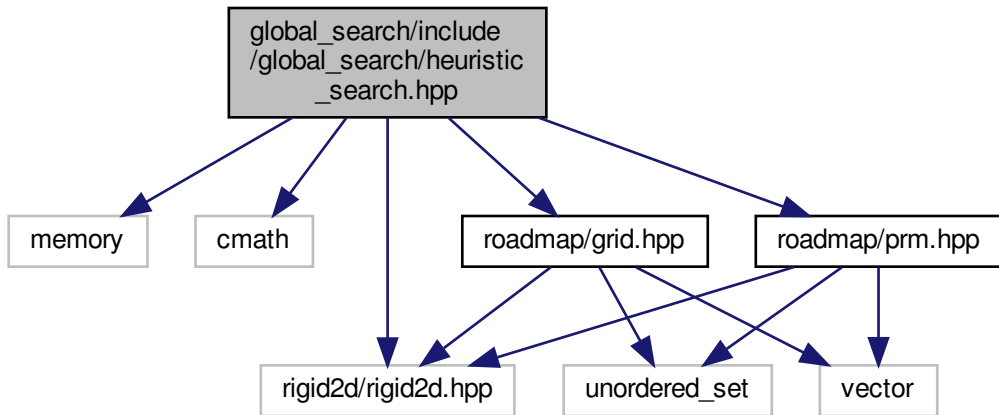 global_search/include
/global_search/heuristic
_search.hpp
memory
cmath
roadmap/grid.hpp
roadmap/prm.hpp
rigid2d/rigid2d.hpp
unordered_set
vector